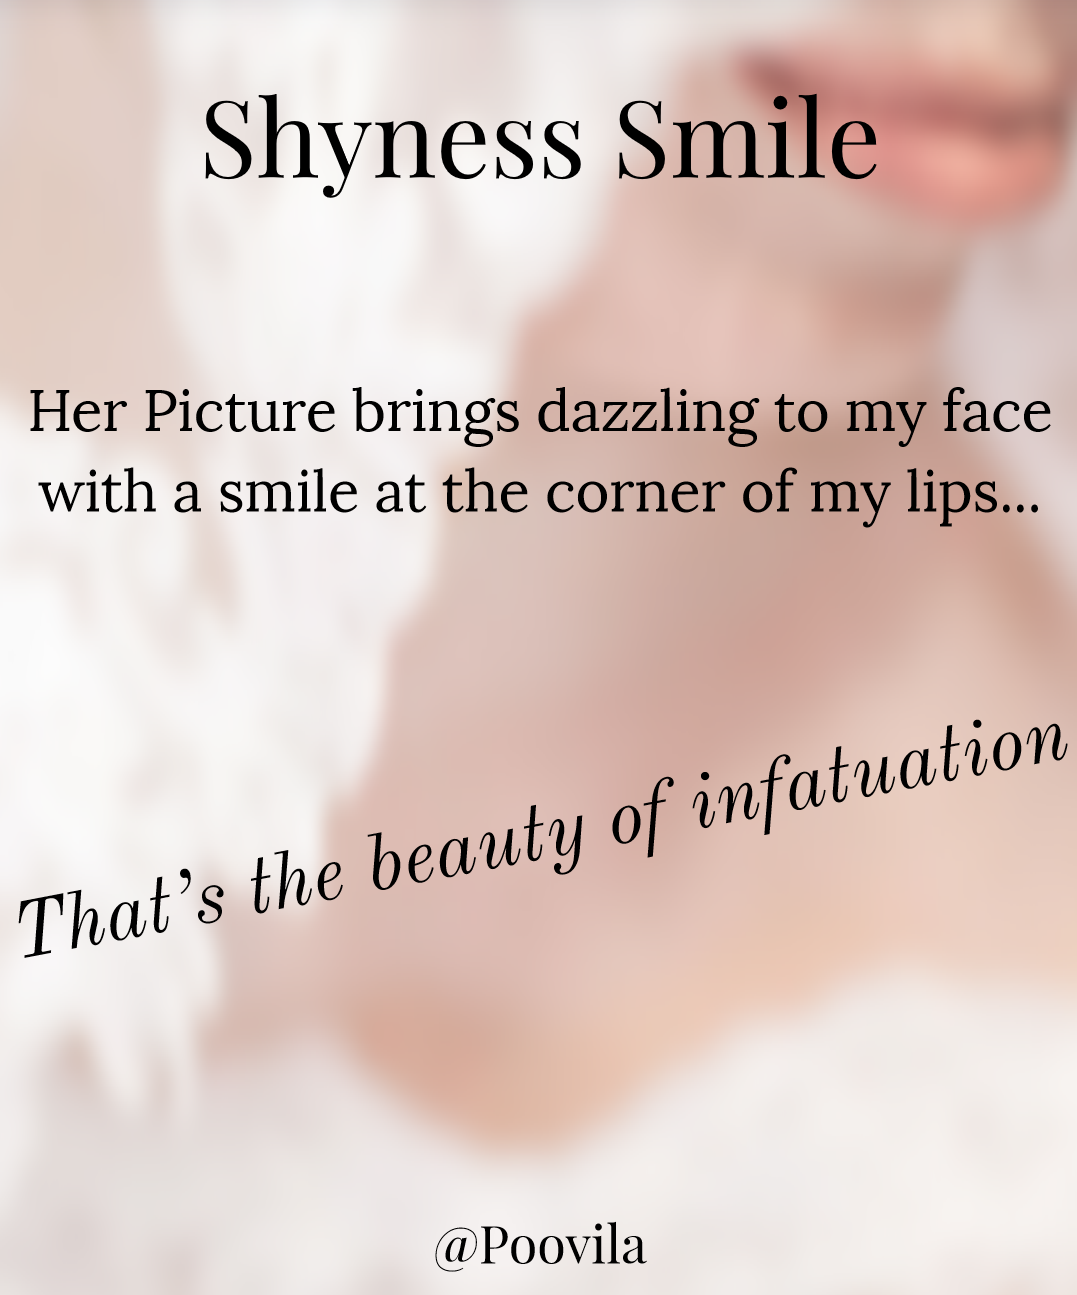 Shyness Smile
Her Picture brings dazzling to my face
with a smile at the corner of my lips...
That's the beauty of infatuation
@Poovila